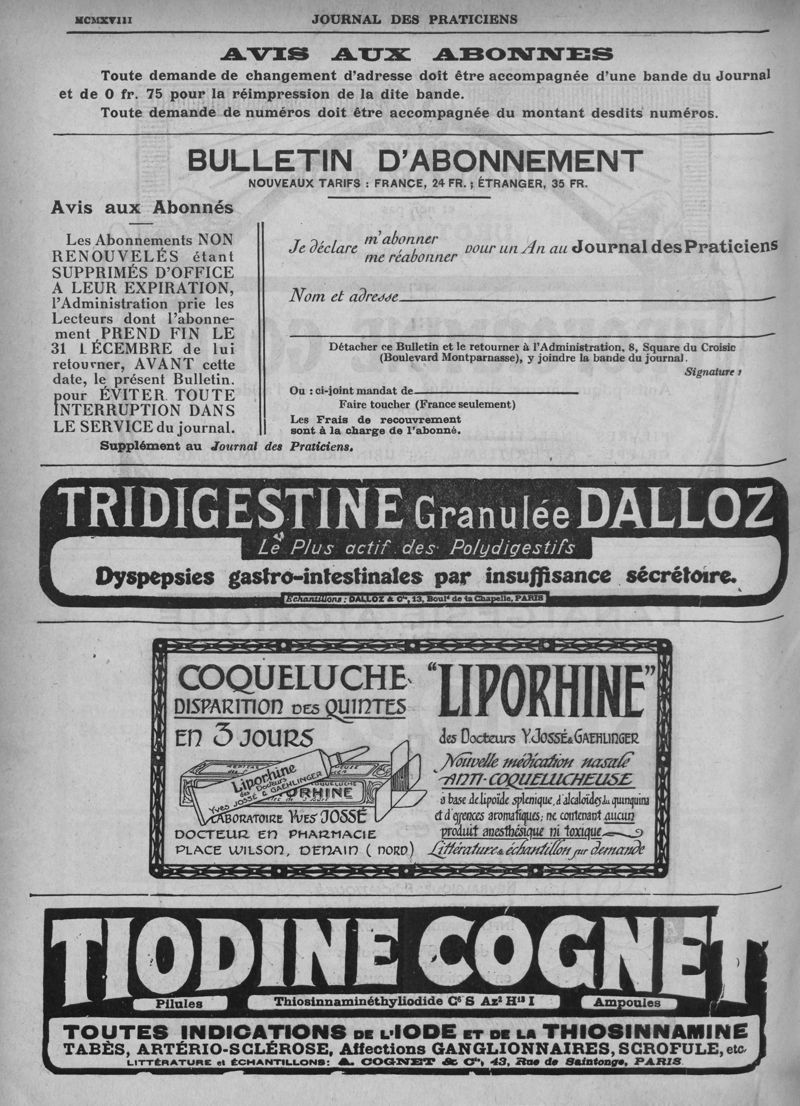 MCMXVIII JOURNAL DES PRATICIENS
AVIS AUX ABONNES
Toute demande de changement d'adresse doit être accompagnée d'une bande du Journal
et de 0 fr. 75 pour la réimpression de la dite bande.
Toute demande de numéros doit être accompagnée du montant desdits numéros.
BULLETIN D'ABONNEMENT
NOUVEAUX TARIFS : FRANCE, 24 FR. ; ÉTRANGER, 35 FR.
Avis aux Abonnés
Les Abonnements NON
RENOUVELÉS étant
SUPPRIMÉS D'OFFICE
A LEUR EXPIRATION,
l'Administration prie les
Lecteurs dont l'abonne-
ment PREND FIN LE
31 DÉCEMBRE de lui
retourner, AVANT cette
date, le présent Bulletin.
pour ÉVITER TOUTE
INTERRUPTION DANS
LE SERVICE du journal.
Je déclare m'abonner me réabonner pour un An au Journal des Praticiens
Nom et adresse
Détacher ce Bulletin et le retourner à l'Administration, 8, Square du Croisic
(Boulevard Montparnasse), y joindre la bande du journal.
Signature :
Ou : ci-joint mandat de
Faire toucher (France seulement)
Les Frais de recouvrement
sont à la charge de l'abonné.
Supplément au Journal des Praticiens.
TRIDIGESTINE Granulée DALLOZ
Le Plus actif des Polydigestifs
Dyspepsies gastro-intestinales par insuffisance sécrétoire.
Echantillons : DALLOZ & Cie, 13, Bould de la Chapelle, PARIS
COQUELUCHE
DISPARITION DES QUINTES
EN 3 JOURS
Liporhine
des Docteurs
YVES JOSSÉ & GAEHLINGER
LABORATOIRE YVES JOSSÉ
DOCTEUR EN PHARMACIE
PLACE WILSON, DENAIN (NORD)
"LIPORHINE"
des Docteurs Y. JOSSÉ & GAEHLINGER
Nouvelle médication nasale
ANTI-COQUELUCHEUSE
à base de lipoïde splenique, d'alcaloïdes du quinquina
et d'essences aromatiques; ne contenant aucun
produit anesthésique ni toxique
Littérature & échantillon sur demande
TIODINE COGNET
Pilules Thiosinnaminéthyliodide C⁶ S Az² H¹³ I Ampoules
TOUTES INDICATIONS DE L'IODE ET DE LA THIOSINNAMINE
TABÈS, ARTÉRIO-SCLÉROSE, Affections GANGLIONNAIRES, SCROFULE, etc.
LITTÉRATURE et ÉCHANTILLONS: A. COGNET & Cie, 43, Rue de Saintonge, PARIS.